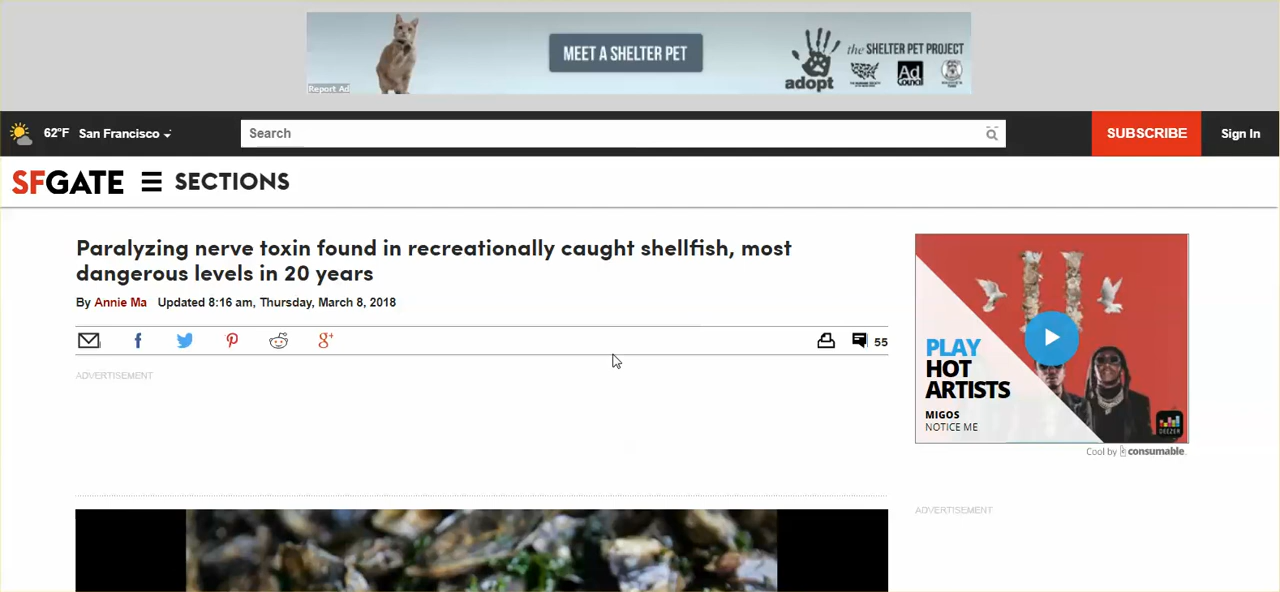 MEET A SHELTER PET
the SHELTER PET PROJECT
adopt
Ad
Report Ad
62°F San Francisco
Search
SUBSCRIBE
Sign In
SFGATE
SECTIONS
Paralyzing nerve toxin found in recreationally caught shellfish, most
dangerous levels in 20 years
By Annie Ma Updated 8:16 am, Thursday, March 8, 2018
55
ADVERTISEMENT
PLAY
HOT
ARTISTS
MIGOS
NOTICE ME
DEEZER
Cool by consumable.
ADVERTISEMENT